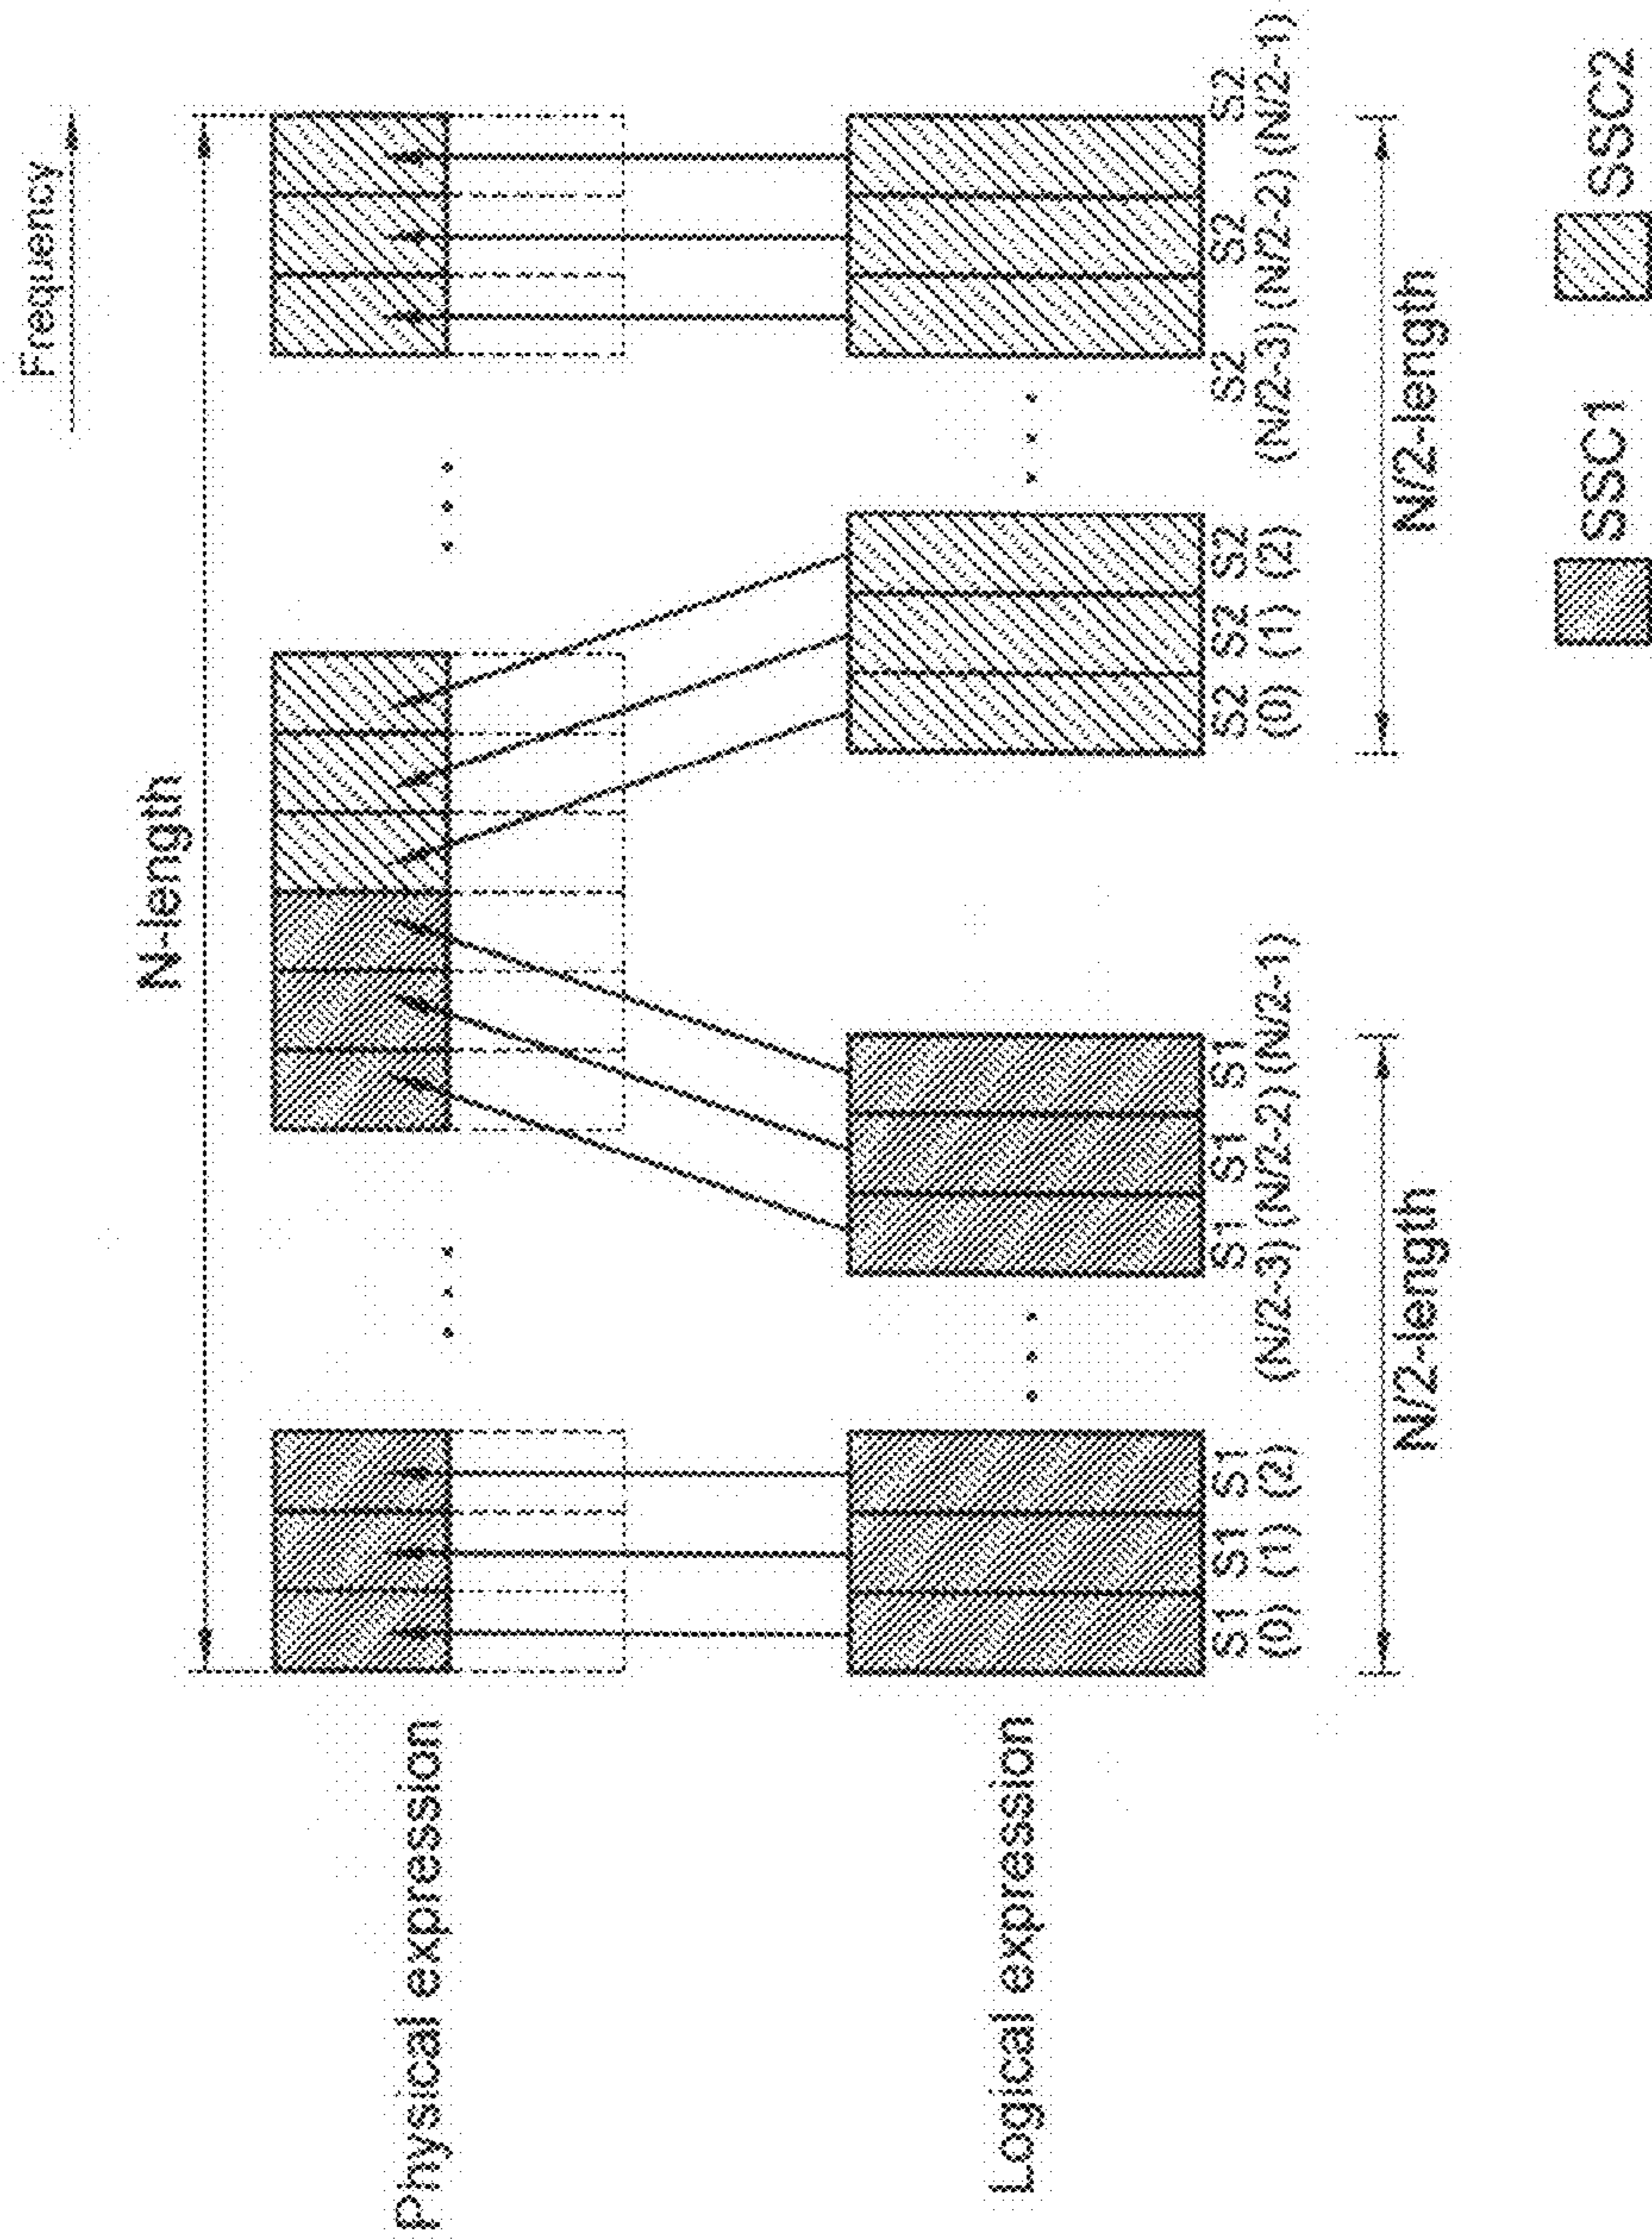 Frequency
N-length
Physical expression
Logical expression
S1 S1 S1 S1 S1 S1 S2 S2 S2 S2 S2 S2
(0) (1) (2) (N/2-3) (N/2-2) (N/2-1) (0) (1) (2) (N/2-3) (N/2-2) (N/2-1)
N/2-length N/2-length
SSC1 SSC2